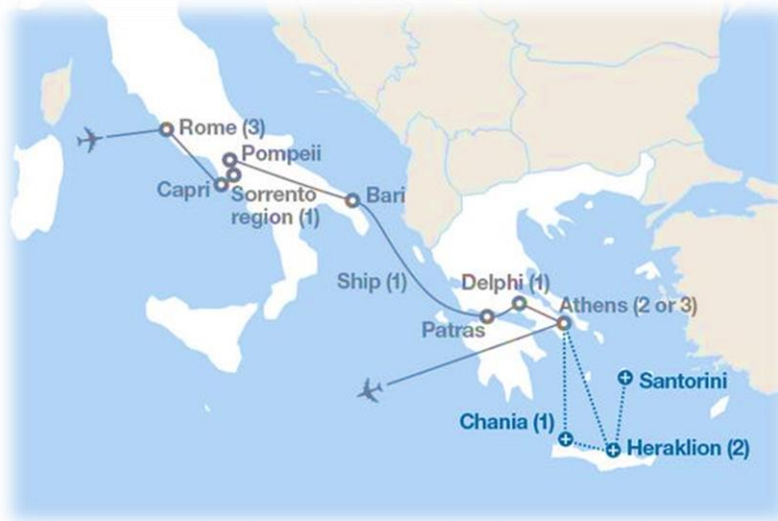 Rome (3)
Pompeii
Capri
Sorrento
region (1)
Bari
Ship (1)
Delphi (1)
Athens (2 or 3)
Patras
Santorini
Chania (1)
Heraklion (2)